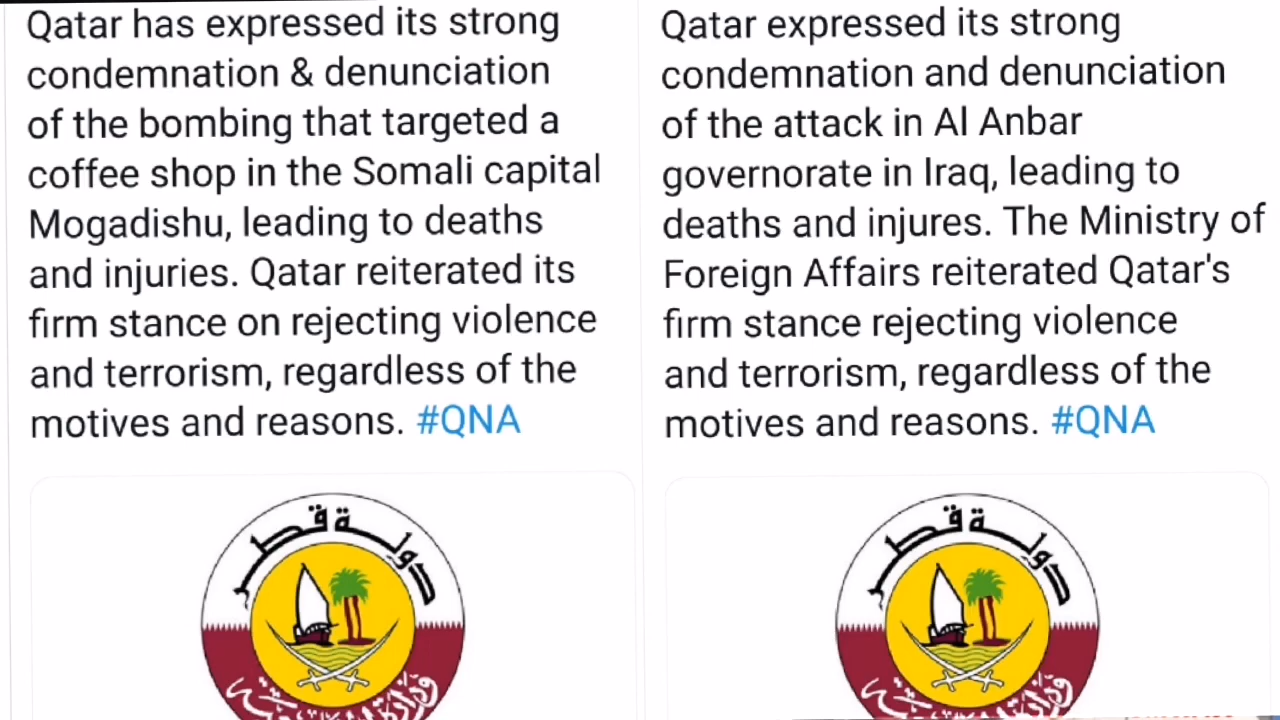 Qatar has expressed its strong
condemnation & denunciation
of the bombing that targeted a
coffee shop in the Somali capital
Mogadishu, leading to deaths
and injuries. Qatar reiterated its
firm stance on rejecting violence
and terrorism, regardless of the
motives and reasons. #QNA
دولة قطر
Qatar expressed its strong
condemnation and denunciation
of the attack in Al Anbar
governorate in Iraq, leading to
deaths and injures. The Ministry of
Foreign Affairs reiterated Qatar's
firm stance rejecting violence
and terrorism, regardless of the
motives and reasons. #QNA
دولة قطر